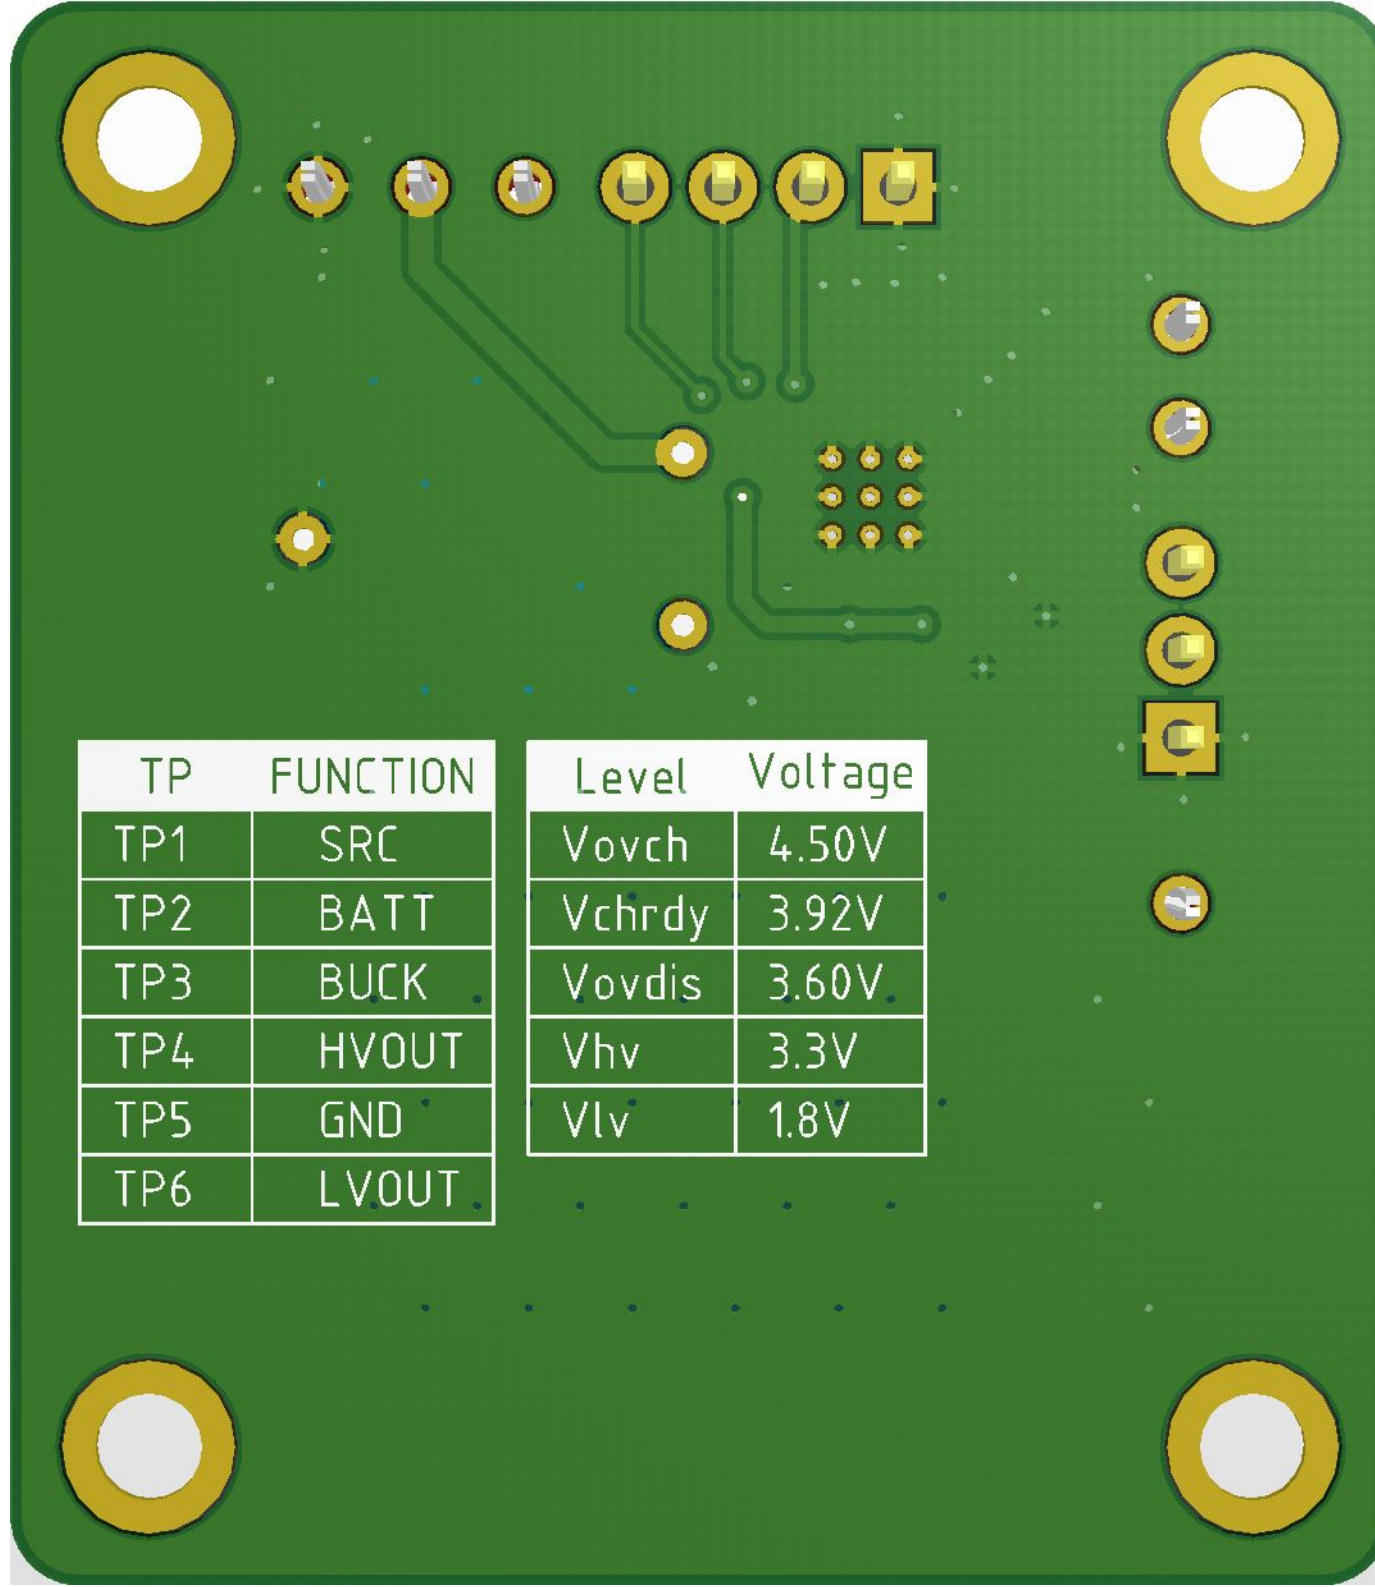 TP FUNCTION
TP1 SRC
TP2 BATT
TP3 BUCK
TP4 HVOUT
TP5 GND
TP6 LVOUT
Level Voltage
Vovch 4.50V
Vchrdy 3.92V
Vovdis 3.60V
Vhv 3.3V
Vlv 1.8V